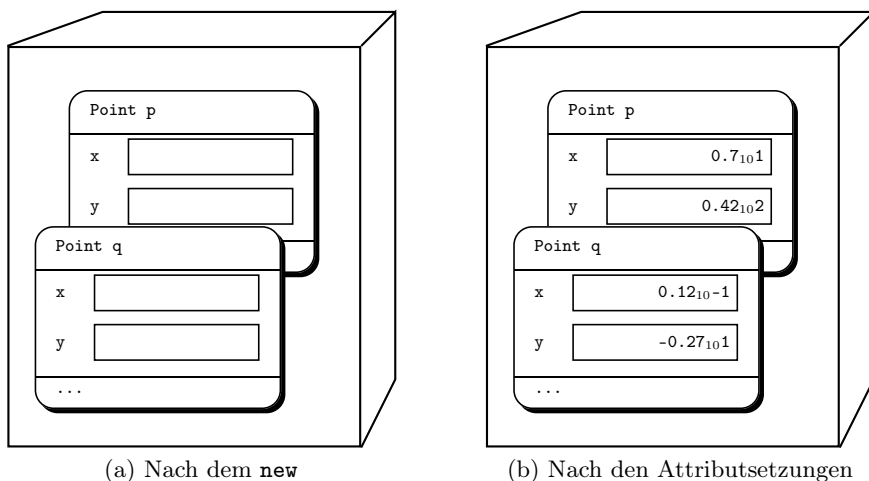 Point p
x
y
Point q
x
y
...
(a) Nach dem new
Point p
x 0.7₁₀1
y 0.42₁₀2
Point q
x 0.12₁₀-1
y -0.27₁₀1
...
(b) Nach den Attributsetzungen